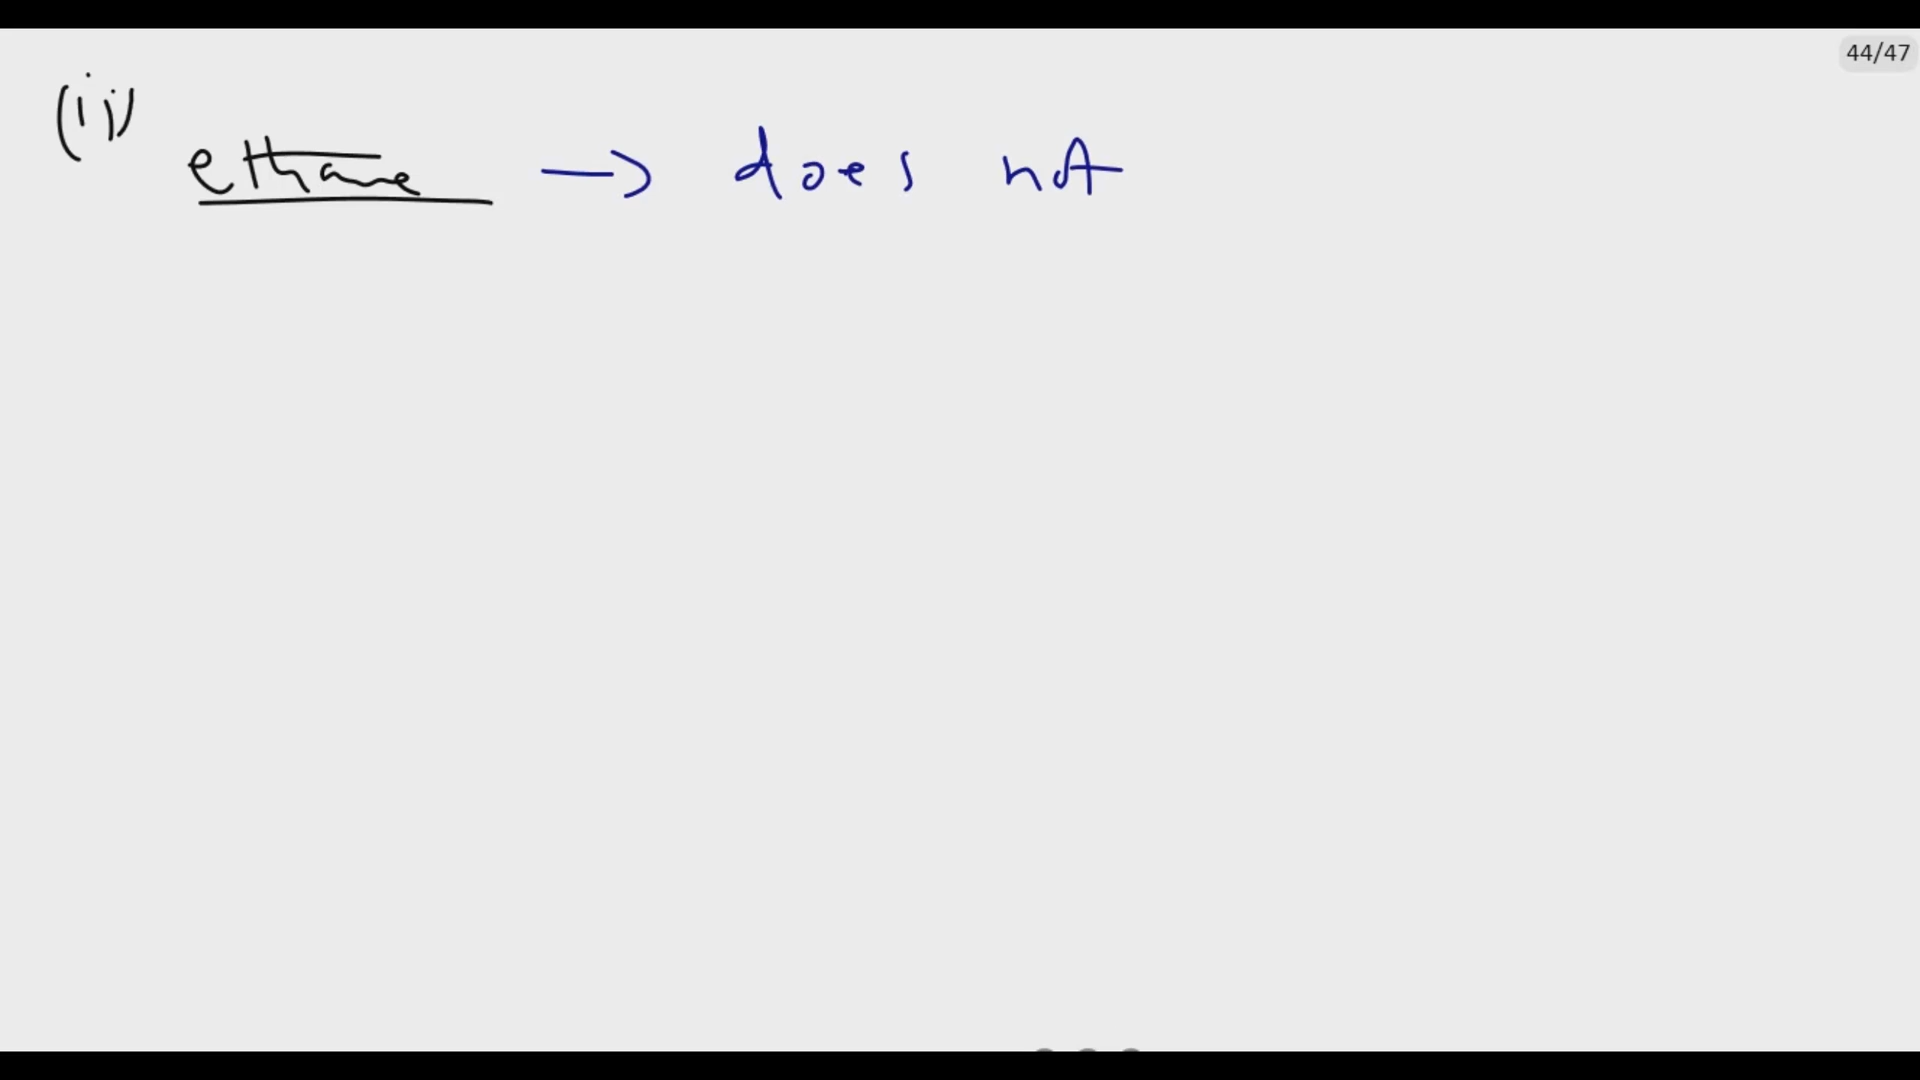 44/47
(ii)
ethane → does not